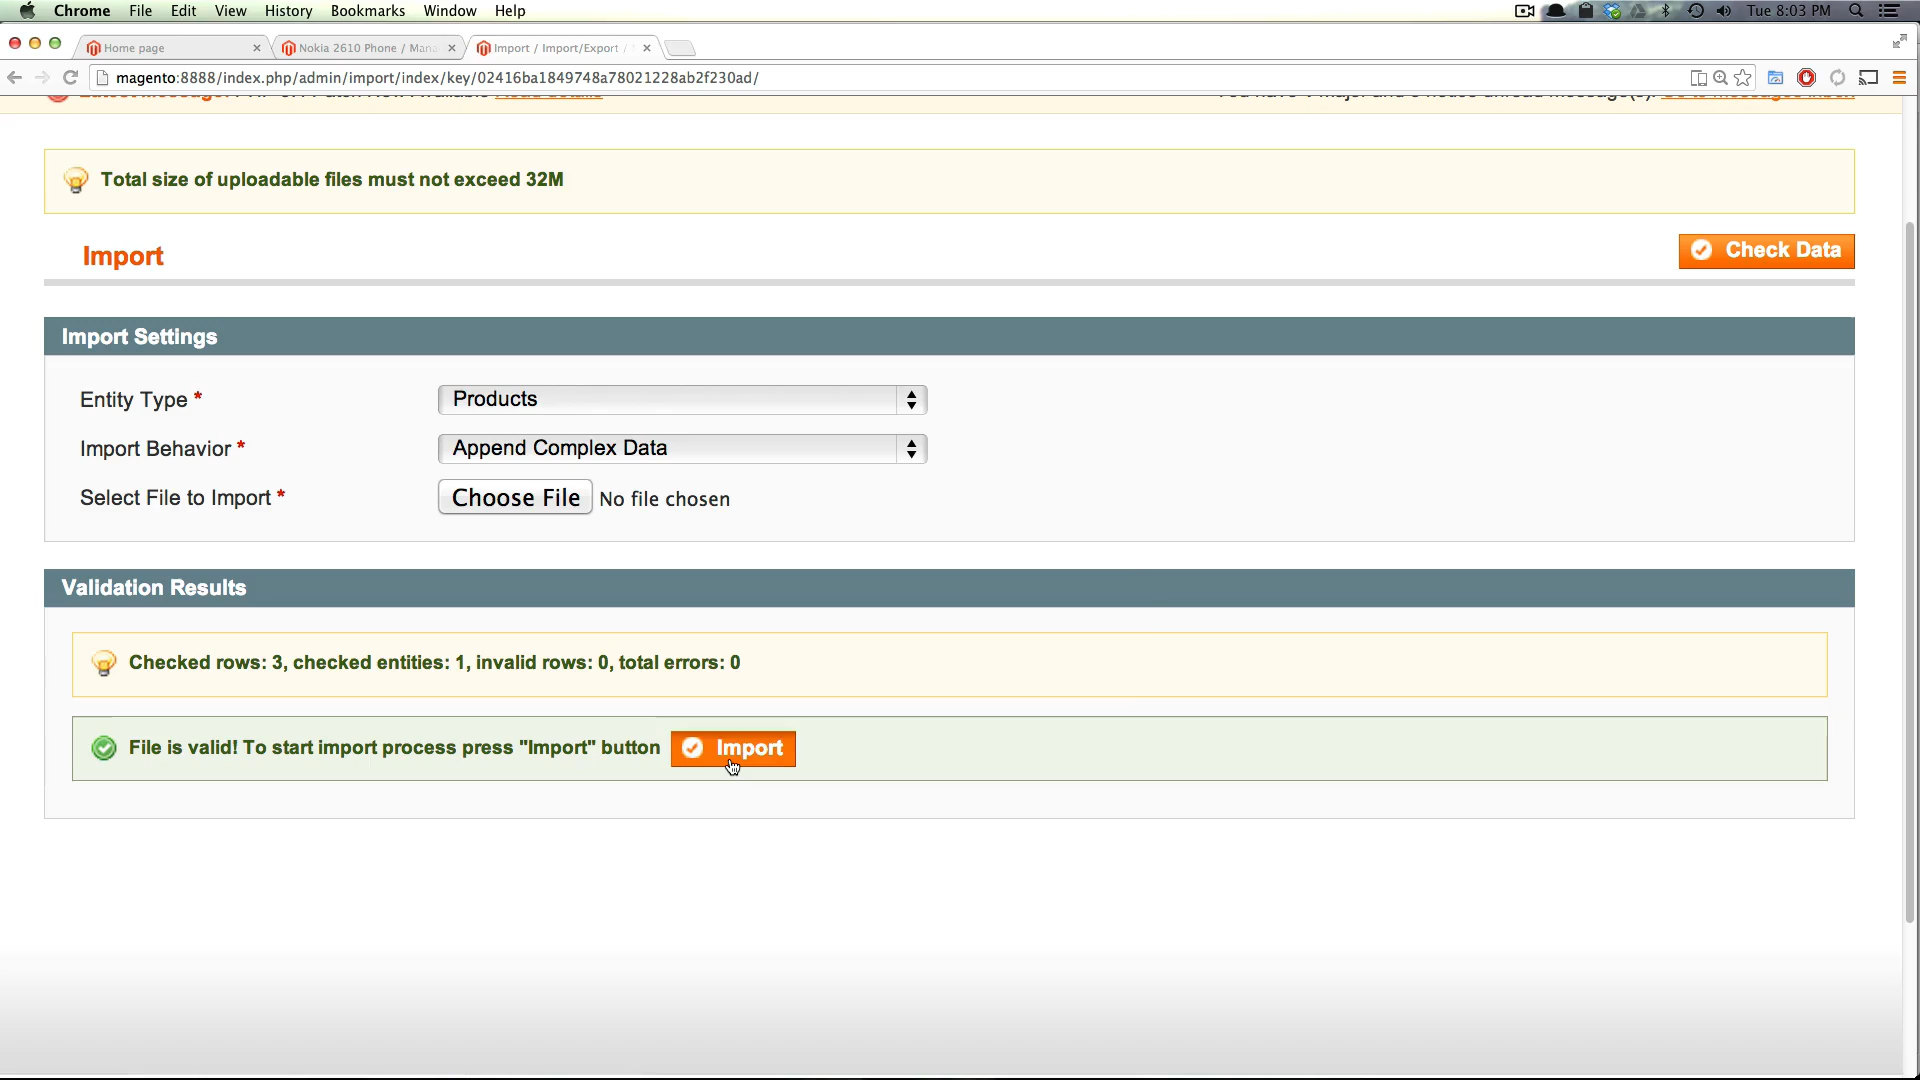 Chrome File Edit View History Bookmarks Window Help Tue 8:03 PM
Home page Nokia 2610 Phone / Mana Import / Import/Export /
magento:8888/index.php/admin/import/index/key/02416ba1849748a78021228ab2f230ad/
Total size of uploadable files must not exceed 32M
Import Check Data
Import Settings
Entity Type * Products
Import Behavior * Append Complex Data
Select File to Import * Choose File No file chosen
Validation Results
Checked rows: 3, checked entities: 1, invalid rows: 0, total errors: 0
File is valid! To start import process press "Import" button Import